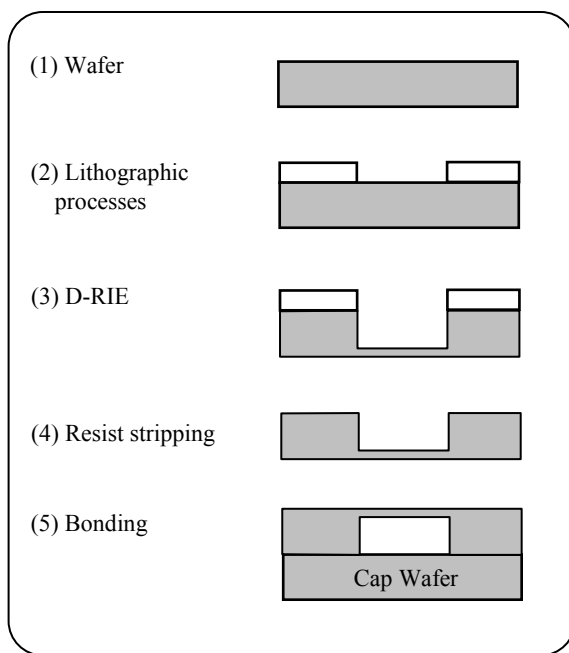 (1) Wafer
(2) Lithographic
processes
(3) D-RIE
(4) Resist stripping
(5) Bonding
Cap Wafer